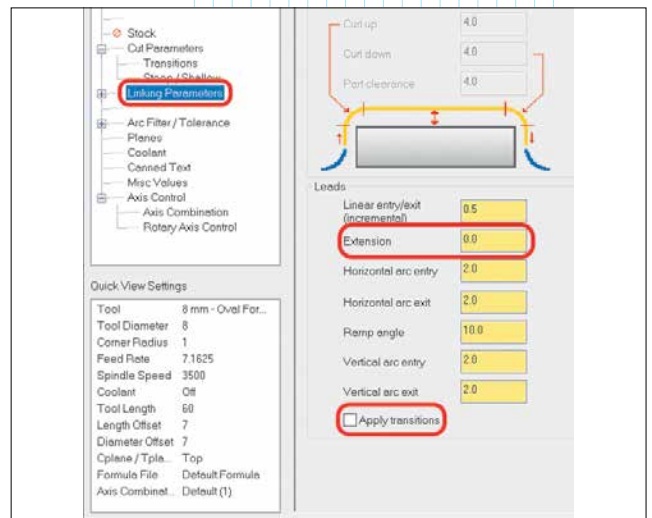 Stock
Cut Parameters
Transitions
Steep / Shallow
Linking Parameters
Arc Filter / Tolerance
Planes
Coolant
Canned Text
Misc Values
Axis Control
Axis Combination
Rotary Axis Control
Quick View Settings
Tool 8 mm - Oval For...
Tool Diameter 8
Corner Radius 1
Feed Rate 7.1625
Spindle Speed 3500
Coolant Off
Tool Length 60
Length Offset 7
Diameter Offset 7
Cplane / Tpla... Top
Formula File Default.Formula
Axis Combinat... Default (1)
Curl up 4.0
Curl down 4.0
Part clearance 4.0
Leads
Linear entry/exit
(incremental) 0.5
Extension 0.0
Horizontal arc entry 2.0
Horizontal arc exit 2.0
Ramp angle 10.0
Vertical arc entry 2.0
Vertical arc exit 2.0
Apply transitions